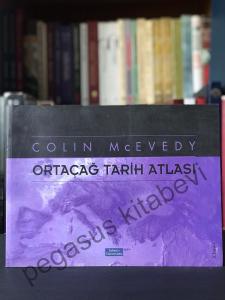 COLIN McEVEDY
ORTAÇAĞ TARİH ATLASI
pegasus kitabevi